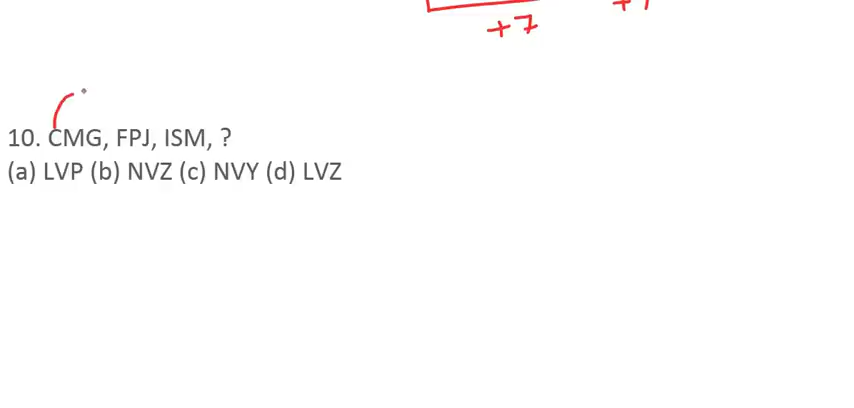 +7
10. CMG, FPJ, ISM, ?
(a) LVP (b) NVZ (c) NVY (d) LVZ